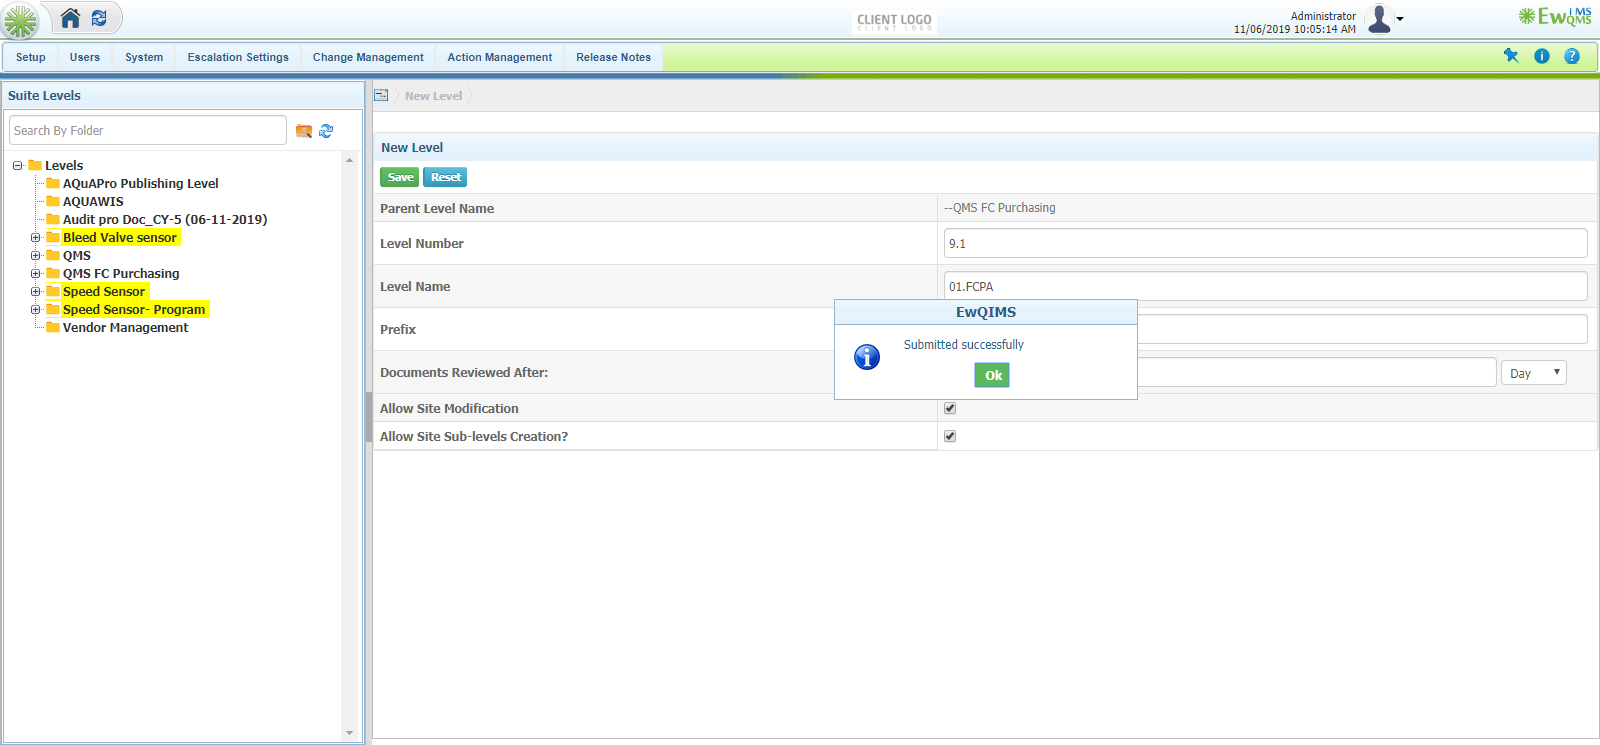 CLIENT LOGO
CLIENT LOGO
Administrator
11/06/2019 10:05:14 AM
EwQIMS
QMS
Setup
Users
System
Escalation Settings
Change Management
Action Management
Release Notes
Suite Levels
Search By Folder
Levels
AQuAPro Publishing Level
AQUAWIS
Audit pro Doc_CY-5 (06-11-2019)
Bleed Valve sensor
QMS
QMS FC Purchasing
Speed Sensor
Speed Sensor- Program
Vendor Management
New Level
New Level
Save
Reset
Parent Level Name
--QMS FC Purchasing
Level Number
9.1
Level Name
01.FCPA
Prefix
Documents Reviewed After:
Day
Allow Site Modification
Allow Site Sub-levels Creation?
EwQIMS
Submitted successfully
Ok